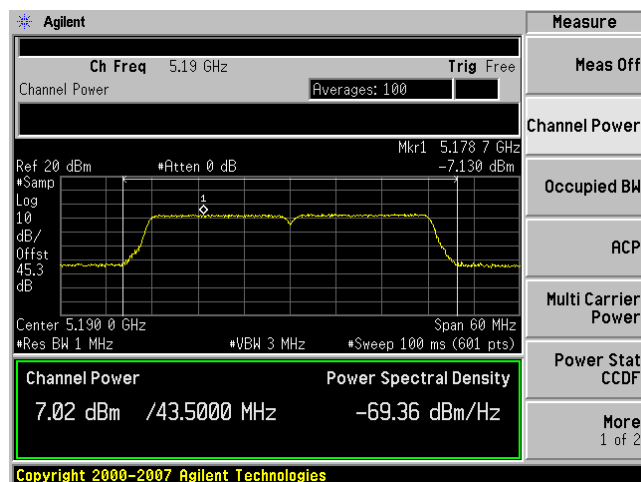 Agilent
Measure
Ch Freq 5.19 GHz Trig Free
Channel Power
Averages: 100
Mkr1 5.178 7 GHz
Ref 20 dBm #Atten 0 dB -7.130 dBm
#Samp
Log
10
dB/
Offst
45.3
dB
1
Center 5.190 0 GHz Span 60 MHz
#Res BW 1 MHz #VBW 3 MHz #Sweep 100 ms (601 pts)
Channel Power Power Spectral Density
7.02 dBm /43.5000 MHz -69.36 dBm/Hz
Copyright 2000-2007 Agilent Technologies
Meas Off
Channel Power
Occupied BW
ACP
Multi Carrier
Power
Power Stat
CCDF
More
1 of 2